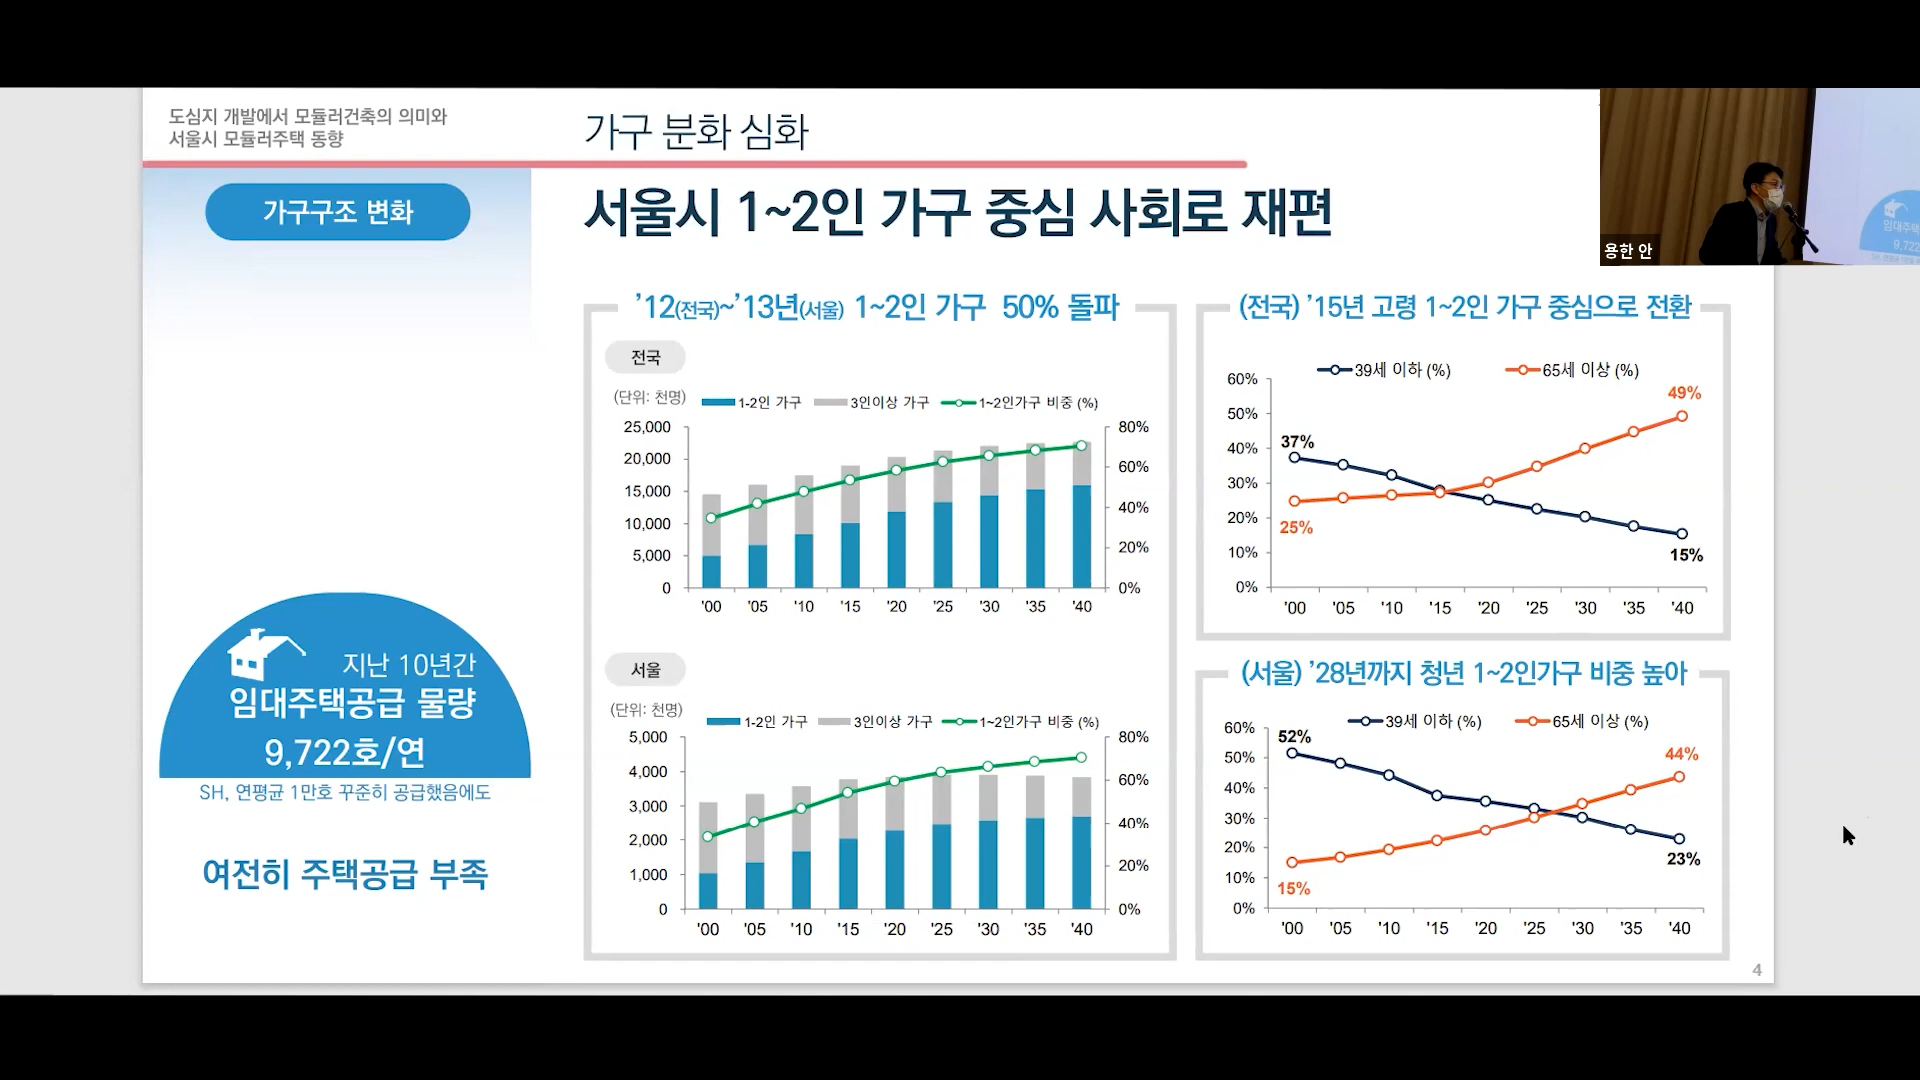 도심지 개발에서 모듈러건축의 의미와
서울시 모듈러주택 동향
가구 분화 심화
가구구조 변화
서울시 1~2인 가구 중심 사회로 재편
용한 안
임대주택
9,722
지난 10년간
임대주택공급 물량
9,722호/연
SH, 연평균 1만호 꾸준히 공급했음에도
여전히 주택공급 부족
'12(전국)~'13년(서울) 1~2인 가구 50% 돌파
전국
(단위: 천명)
1-2인 가구 3인이상 가구 1~2인가구 비중 (%)
25,000 80%
20,000 60%
15,000
40%
10,000
20%
5,000
0 0%
'00 '05 '10 '15 '20 '25 '30 '35 '40
서울
(단위: 천명)
1-2인 가구 3인이상 가구 1~2인가구 비중 (%)
5,000 80%
4,000 60%
3,000
40%
2,000
20%
1,000
0 0%
'00 '05 '10 '15 '20 '25 '30 '35 '40
(전국) '15년 고령 1~2인 가구 중심으로 전환
39세 이하 (%) 65세 이상 (%)
60%
49%
50%
37%
40%
30%
25%
20%
15%
10%
0%
'00 '05 '10 '15 '20 '25 '30 '35 '40
(서울) '28년까지 청년 1~2인가구 비중 높아
39세 이하 (%) 65세 이상 (%)
60%
52%
44%
50%
40%
30%
20%
23%
15%
10%
0%
'00 '05 '10 '15 '20 '25 '30 '35 '40
4